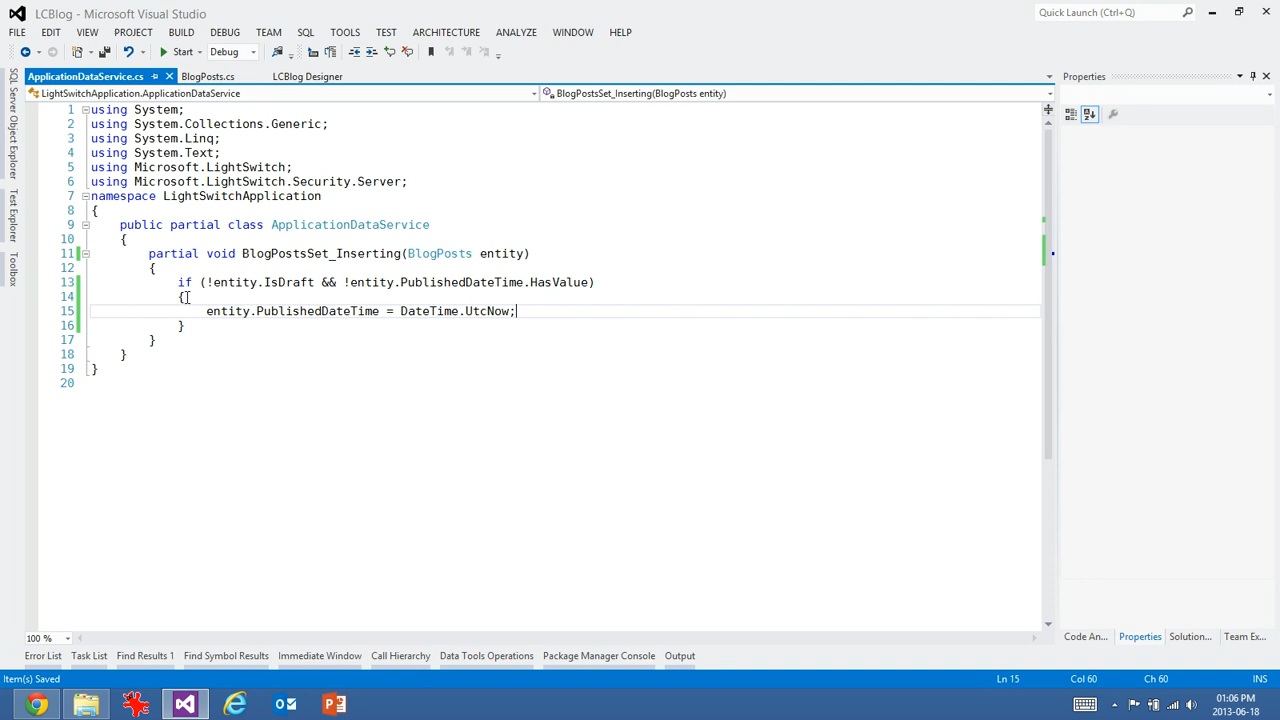 LCBlog - Microsoft Visual Studio
Quick Launch (Ctrl+Q)
FILE EDIT VIEW PROJECT BUILD DEBUG TEAM SQL TOOLS TEST ARCHITECTURE ANALYZE WINDOW HELP
Start Debug
ApplicationDataService.cs BlogPosts.cs LCBlog Designer
Properties
LightSwitchApplication.ApplicationDataService
BlogPostsSet_Inserting(BlogPosts entity)
SQL Server Object Explorer
Test Explorer
Toolbox
1 using System;
2 using System.Collections.Generic;
3 using System.Linq;
4 using System.Text;
5 using Microsoft.LightSwitch;
6 using Microsoft.LightSwitch.Security.Server;
7 namespace LightSwitchApplication
8 {
9 public partial class ApplicationDataService
10 {
11 partial void BlogPostsSet_Inserting(BlogPosts entity)
12 {
13 if (!entity.IsDraft && !entity.PublishedDateTime.HasValue)
14 {
15 entity.PublishedDateTime = DateTime.UtcNow;
16 }
17 }
18 }
19 }
20
100 %
Code An... Properties Solution... Team Ex...
Error List Task List Find Results 1 Find Symbol Results Immediate Window Call Hierarchy Data Tools Operations Package Manager Console Output
Item(s) Saved Ln 15 Col 60 Ch 60 INS
01:06 PM
2013-06-18